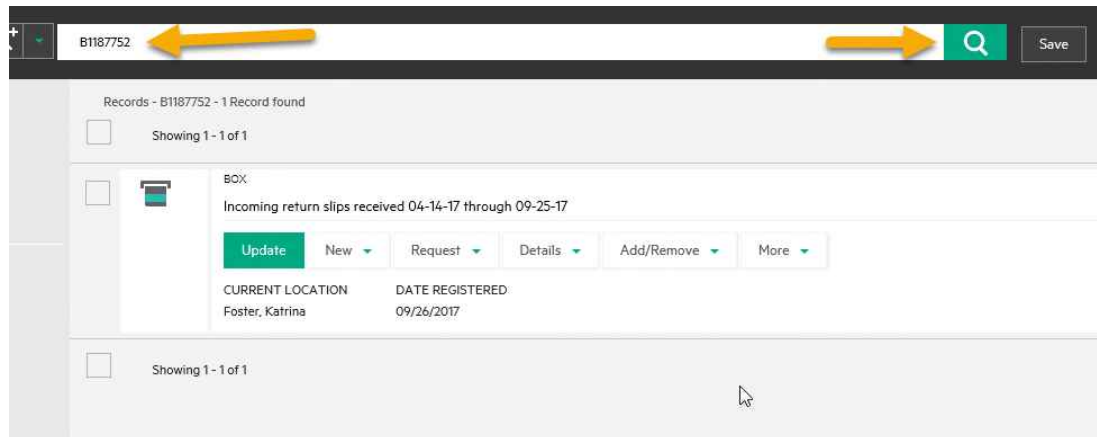 B1187752
Save
Records - B1187752 - 1 Record found
Showing 1 - 1 of 1
BOX
Incoming return slips received 04-14-17 through 09-25-17
Update New Request Details Add/Remove More
CURRENT LOCATION DATE REGISTERED
Foster, Katrina 09/26/2017
Showing 1 - 1 of 1